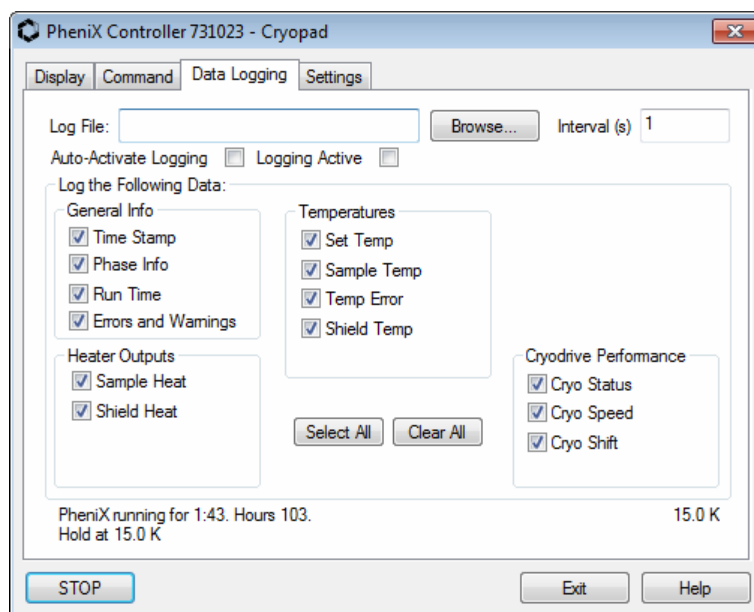 PheniX Controller 731023 - Cryopad
Display Command Data Logging Settings
Log File: Browse... Interval (s) 1
Auto-Activate Logging Logging Active
Log the Following Data:
General Info
Time Stamp
Phase Info
Run Time
Errors and Warnings
Temperatures
Set Temp
Sample Temp
Temp Error
Shield Temp
Heater Outputs
Sample Heat
Shield Heat
Select All Clear All
Cryodrive Performance
Cryo Status
Cryo Speed
Cryo Shift
PheniX running for 1:43. Hours 103. 15.0 K
Hold at 15.0 K
STOP Exit Help